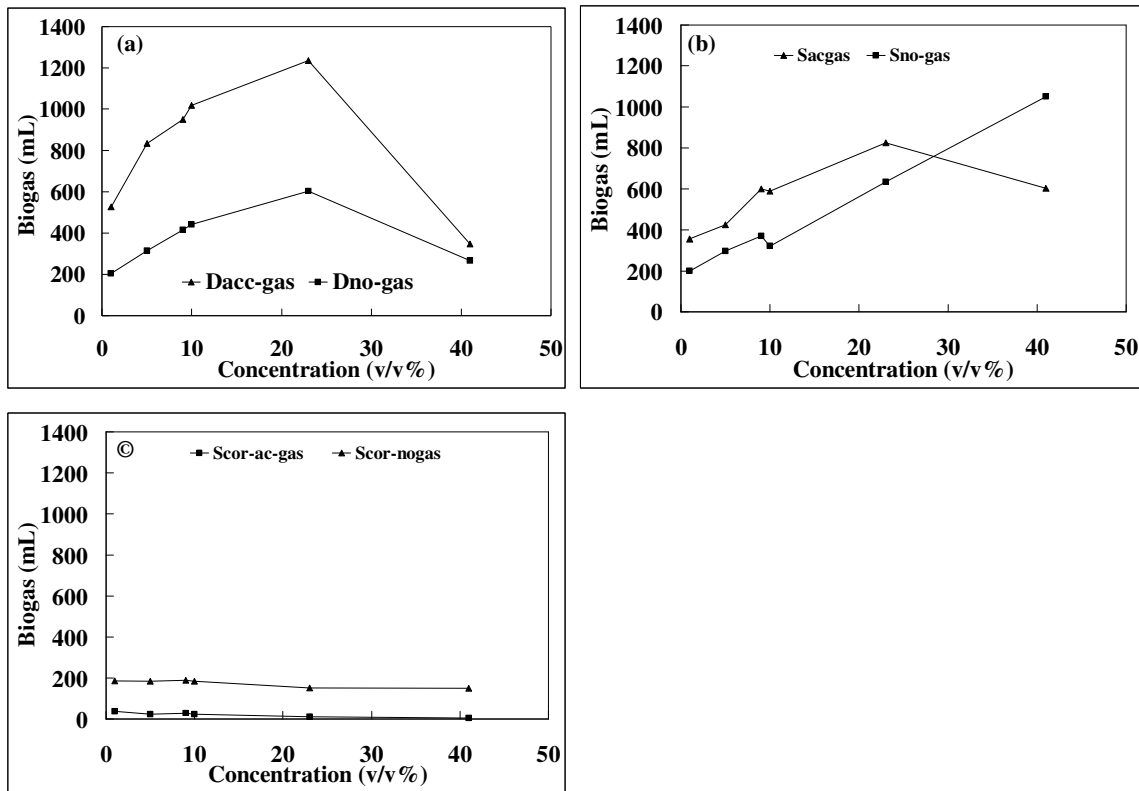 (a)
1400
1200
1000
800
600
400
200
0
Biogas (mL)
Dacc-gas Dno-gas
0 10 20 30 40 50
Concentration (v/v%)
(b)
Sacgas Sno-gas
1400
1200
1000
800
600
400
200
0
Biogas (mL)
0 10 20 30 40 50
Concentration (v/v%)
©
Scor-ac-gas Scor-nogas
1400
1200
1000
800
600
400
200
0
Biogas (mL)
0 10 20 30 40 50
Concentration (v/v%)